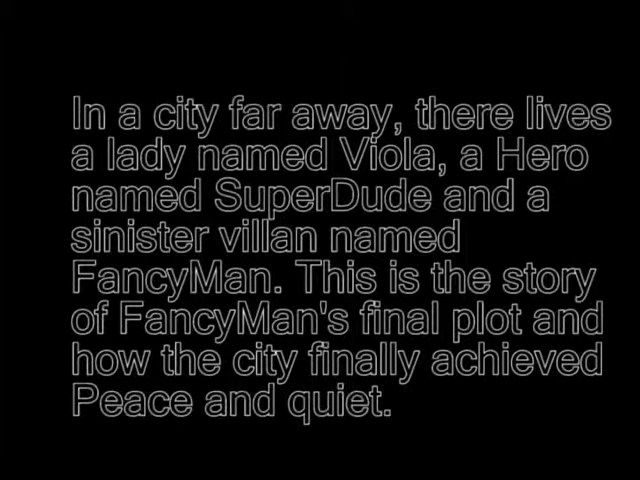 In a city far away, there lives
a lady named Viola, a Hero
named SuperDude and a
sinister villan named
FancyMan. This is the story
of FancyMan's final plot and
how the city finally achieved
Peace and quiet.